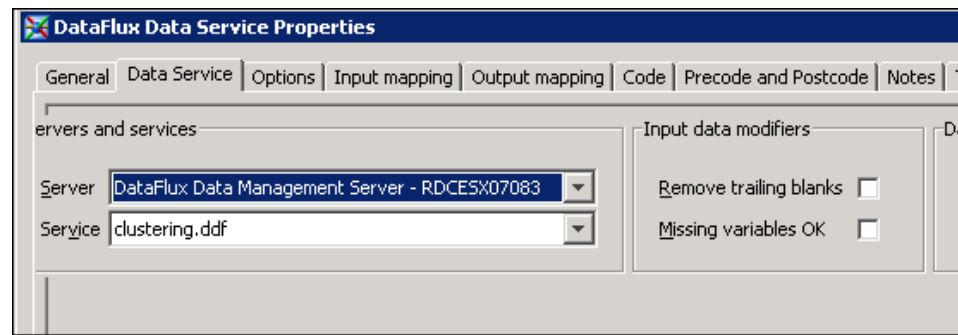 DataFlux Data Service Properties
General Data Service Options Input mapping Output mapping Code Precode and Postcode Notes
ervers and services
Input data modifiers
Server DataFlux Data Management Server - RDCESX07083
Remove trailing blanks
Service clustering.ddf
Missing variables OK